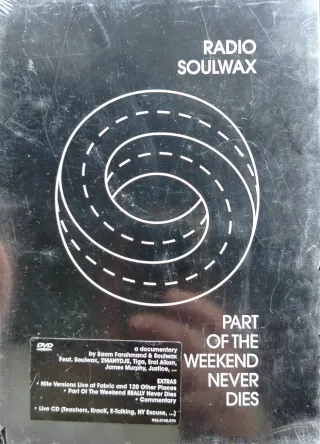 RADIO
SOULWAX
PART
OF THE
WEEKEND
NEVER
DIES
DVD
a documentary
by Saam Farahmand & Soulwax
Feat. Soulwax, 2MANYDJS, Tiga, Erol Alkan,
James Murphy, Justice, ...
EXTRAS
• Nite Versions Live at Fabric and 120 Other Places
• Part Of The Weekend REALLY Never Dies
• Commentary
• Live CD (Teachers, KracK, E-Talking, NY Excuse, ...)